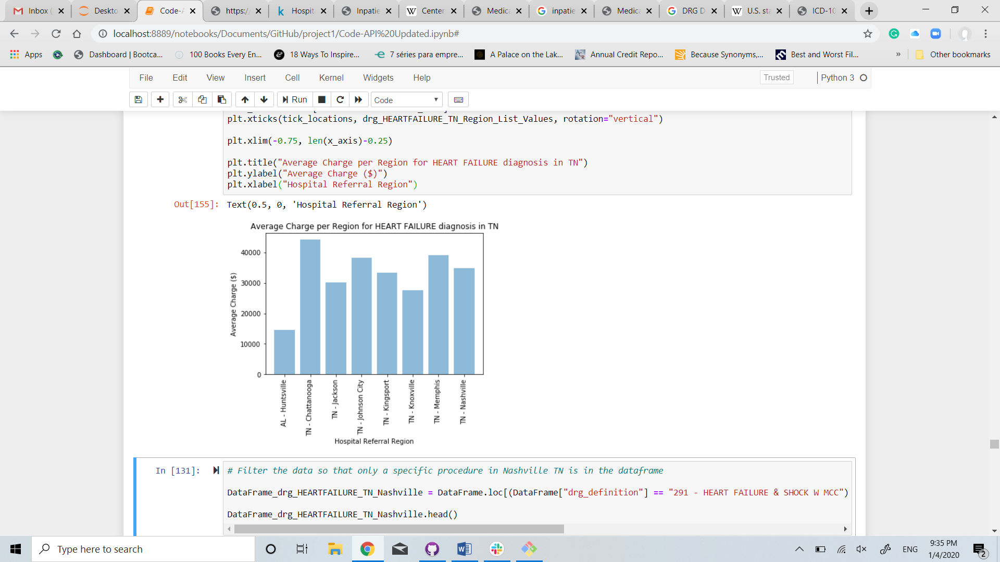 Inbox (
Deskto
Code-A
https:/
Hospit
Inpatie
Center
Medica
inpatie
Medica
DRG D
U.S. sta
ICD-10
localhost:8889/notebooks/Documents/GitHub/project1/Code-API%20Updated.ipynb#
Apps
Dashboard | Bootca...
100 Books Every En...
18 Ways To Inspire...
7 séries para empre...
A Palace on the Lak...
Annual Credit Repo...
Because Synonyms,...
Best and Worst Fil...
»
Other bookmarks
File Edit View Insert Cell Kernel Widgets Help
Trusted
Python 3
Run
Code
plt.xticks(tick_locations, drg_HEARTFAILURE_TN_Region_List_Values, rotation="vertical")
plt.xlim(-0.75, len(x_axis)-0.25)
plt.title("Average Charge per Region for HEART FAILURE diagnosis in TN")
plt.ylabel("Average Charge ($)")
plt.xlabel("Hospital Referral Region")
Out[155]: Text(0.5, 0, 'Hospital Referral Region')
Average Charge per Region for HEART FAILURE diagnosis in TN
Average Charge ($)
40000
30000
20000
10000
0
AL - Huntsville
TN - Chattanooga
TN - Jackson
TN - Johnson City
TN - Kingsport
TN - Knoxville
TN - Memphis
TN - Nashville
Hospital Referral Region
In [131]: # Filter the data so that only a specific procedure in Nashville TN is in the dataframe
DataFrame_drg_HEARTFAILURE_TN_Nashville = DataFrame.loc[(DataFrame["drg_definition"] == "291 - HEART FAILURE & SHOCK W MCC")
DataFrame_drg_HEARTFAILURE_TN_Nashville.head()
Type here to search
ENG
9:35 PM
1/4/2020
2